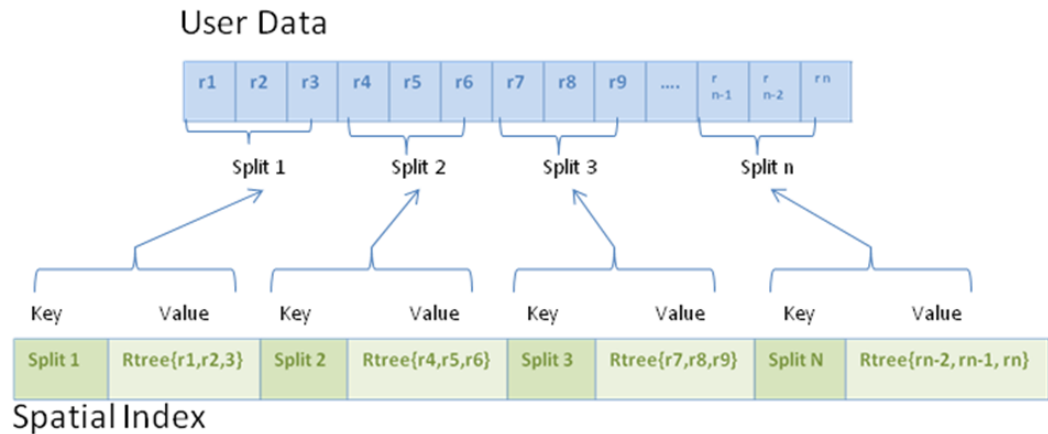 User Data
r1 r2 r3 r4 r5 r6 r7 r8 r9 .... r n-1 r n-2 r n
Split 1 Split 2 Split 3 Split n
Key Value Key Value Key Value Key Value
Split 1 Rtree{r1,r2,3} Split 2 Rtree{r4,r5,r6} Split 3 Rtree{r7,r8,r9} Split N Rtree{rn-2, rn-1, rn}
Spatial Index